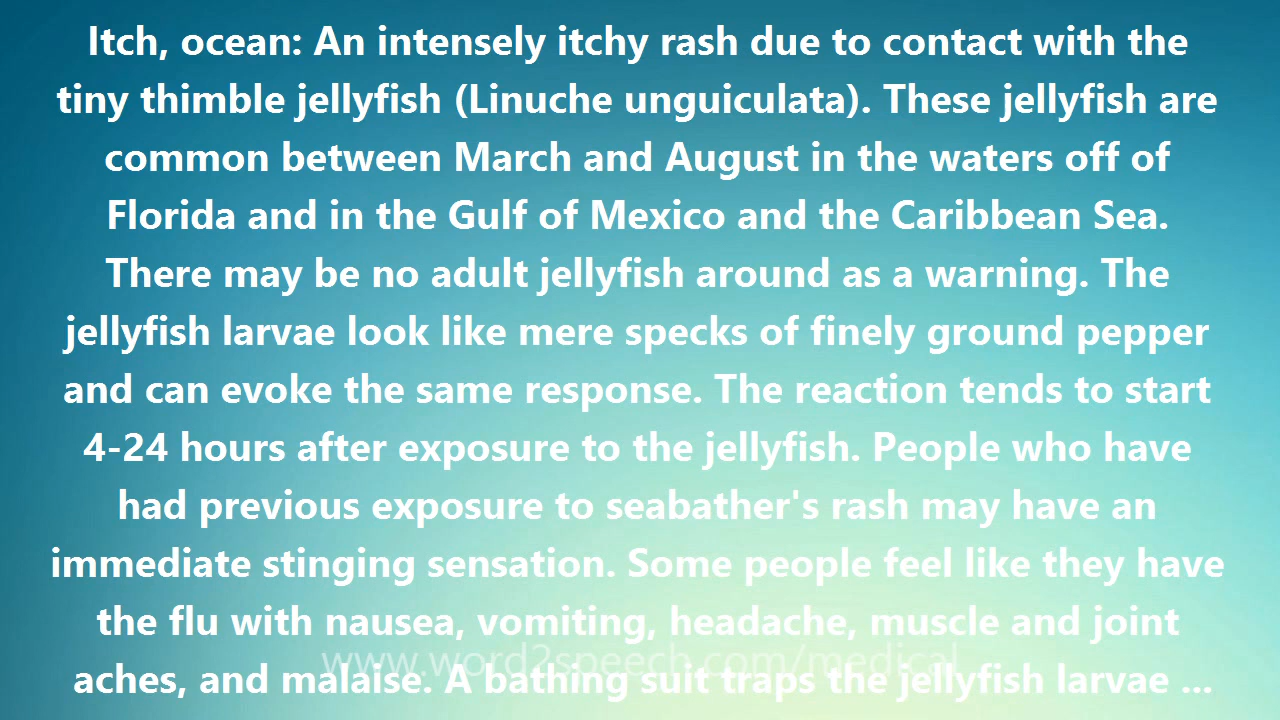 Itch, ocean: An intensely itchy rash due to contact with the
tiny thimble jellyfish (Linuche unguiculata). These jellyfish are
common between March and August in the waters off of
Florida and in the Gulf of Mexico and the Caribbean Sea.
There may be no adult jellyfish around as a warning. The
jellyfish larvae look like mere specks of finely ground pepper
and can evoke the same response. The reaction tends to start
4-24 hours after exposure to the jellyfish. People who have
had previous exposure to seabather's rash may have an
immediate stinging sensation. Some people feel like they have
the flu with nausea, vomiting, headache, muscle and joint
www.word2speech.com/medical
aches, and malaise. A bathing suit traps the jellyfish larvae ...